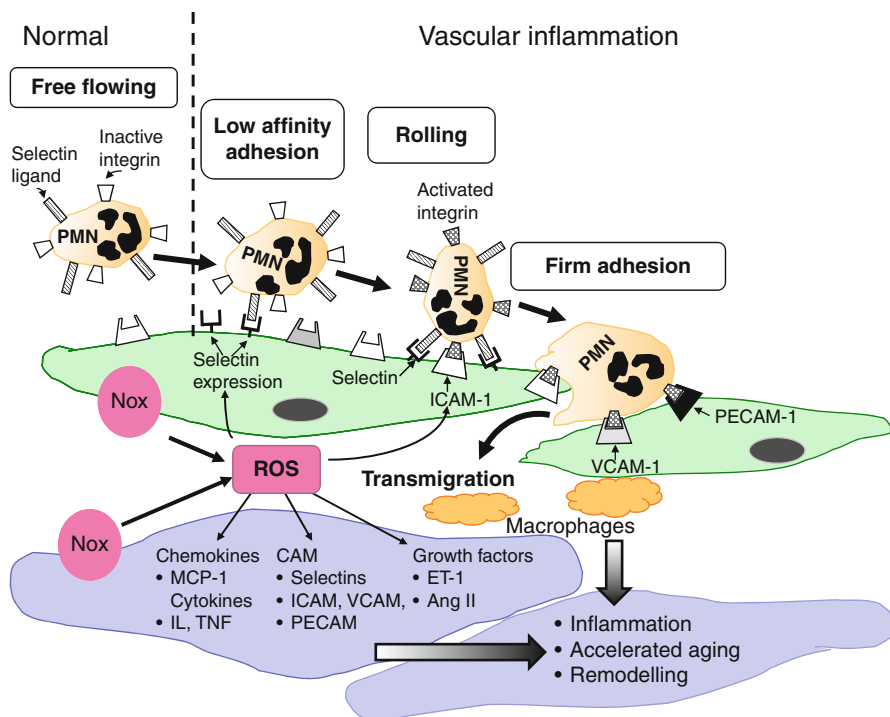 Normal
Vascular inflammation
Free flowing
Low affinity
adhesion
Rolling
Selectin
ligand
Inactive
integrin
PMN
PMN
Activated
integrin
PMN
Firm adhesion
PMN
Selectin
expression
Selectin
ICAM-1
PECAM-1
VCAM-1
Nox
ROS
Transmigration
Macrophages
Nox
Chemokines
• MCP-1
Cytokines
• IL, TNF
CAM
• Selectins
• ICAM, VCAM,
• PECAM
Growth factors
• ET-1
• Ang II
• Inflammation
• Accelerated aging
• Remodelling